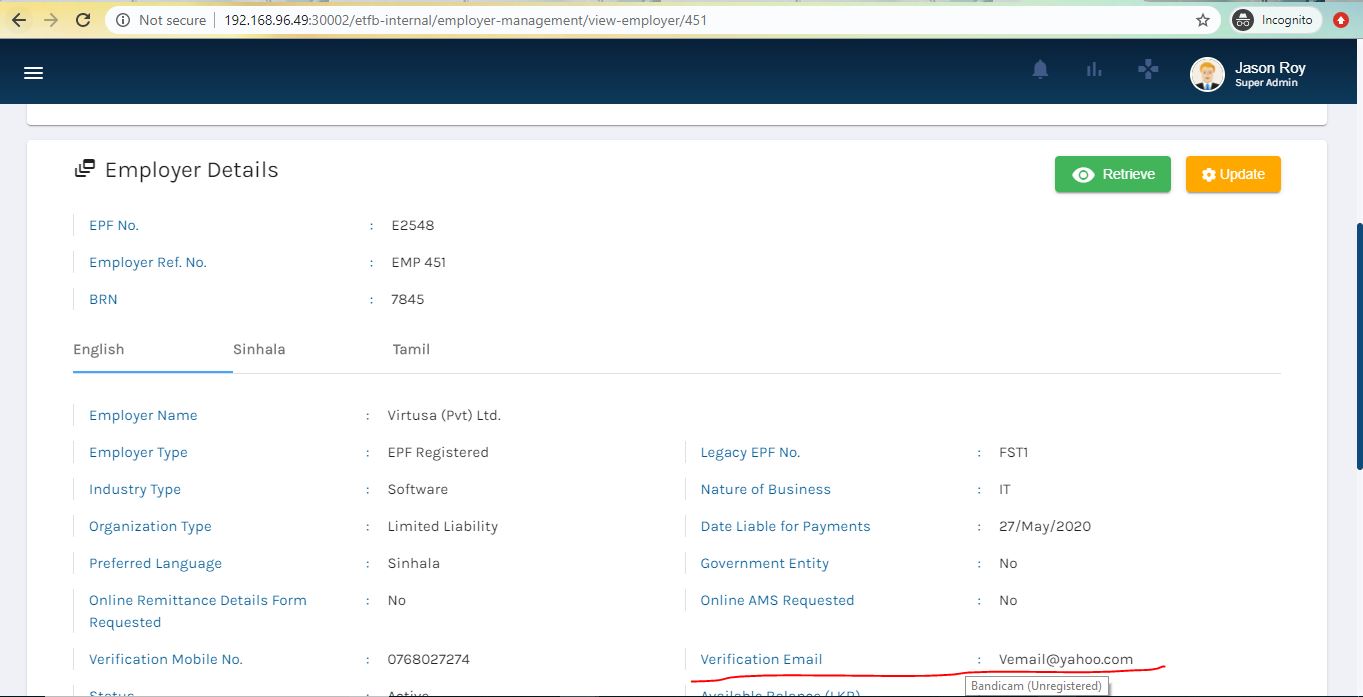 Not secure 192.168.96.49:30002/etfb-internal/employer-management/view-employer/451 Incognito
Jason Roy
Super Admin
Employer Details Retrieve Update
EPF No. : E2548
Employer Ref. No. : EMP 451
BRN : 7845
English Sinhala Tamil
Employer Name : Virtusa (Pvt) Ltd.
Employer Type : EPF Registered Legacy EPF No. : FST1
Industry Type : Software Nature of Business : IT
Organization Type : Limited Liability Date Liable for Payments : 27/May/2020
Preferred Language : Sinhala Government Entity : No
Online Remittance Details Form : No Online AMS Requested : No
Requested
Verification Mobile No. : 0768027274 Verification Email : Vemail@yahoo.com
Bandicam (Unregistered)
Status : Active Available Balance (LKR)